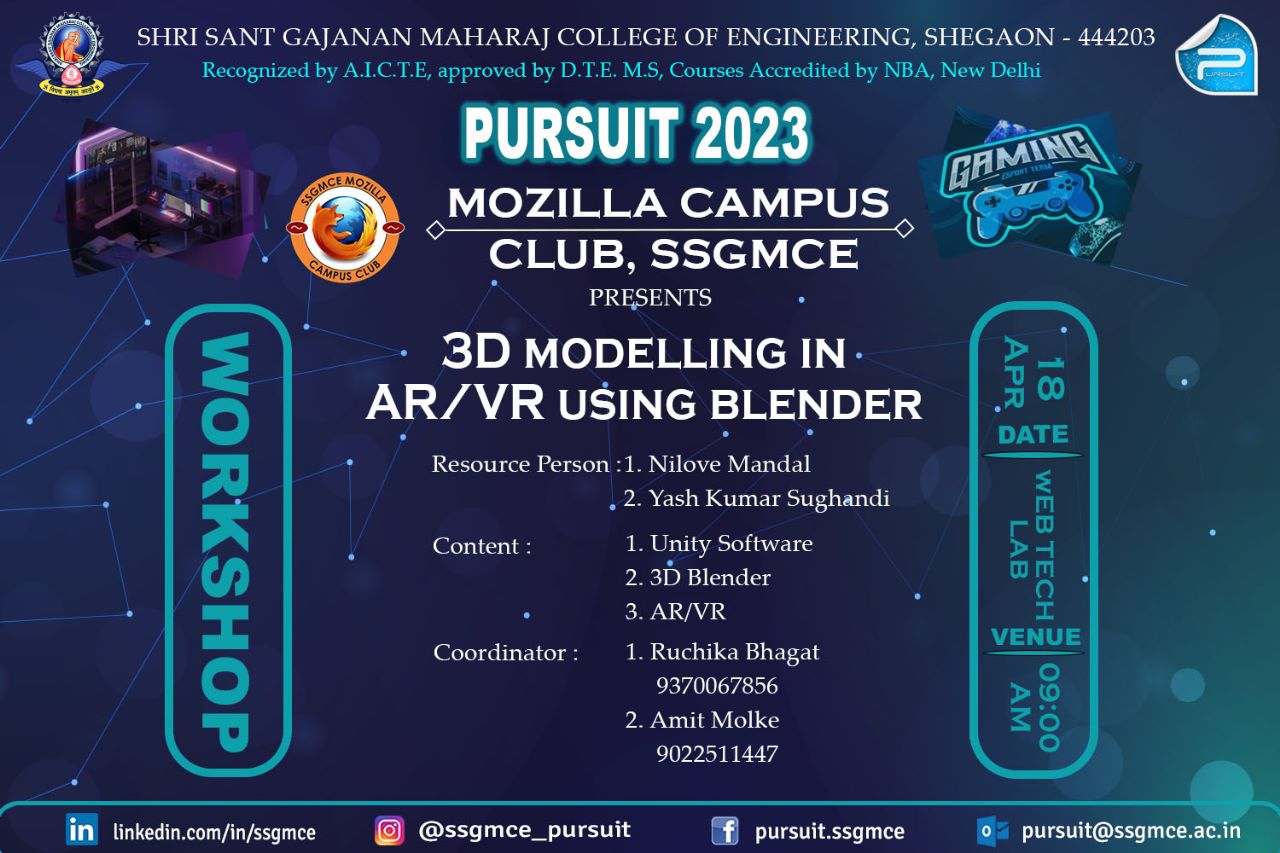 SHRI SANT GAJANAN MAHARAJ COLLEGE OF ENGINEERING, SHEGAON - 444203
Recognized by A.I.C.T.E, approved by D.T.E. M.S, Courses Accredited by NBA, New Delhi
PURSUIT
PURSUIT 2023
GAMING
ESPORT TEAM
SSGMCE MOZILLA
CAMPUS CLUB
MOZILLA CAMPUS
CLUB, SSGMCE
PRESENTS
WORKSHOP
3D MODELLING IN
AR/VR USING BLENDER
Resource Person : 1. Nilove Mandal
2. Yash Kumar Sughandi
Content : 1. Unity Software
2. 3D Blender
3. AR/VR
Coordinator : 1. Ruchika Bhagat
9370067856
2. Amit Molke
9022511447
18
APR
DATE
WEB TECH
LAB
VENUE
09:00
AM
linkedin.com/in/ssgmce
@ssgmce_pursuit
pursuit.ssgmce
pursuit@ssgmce.ac.in